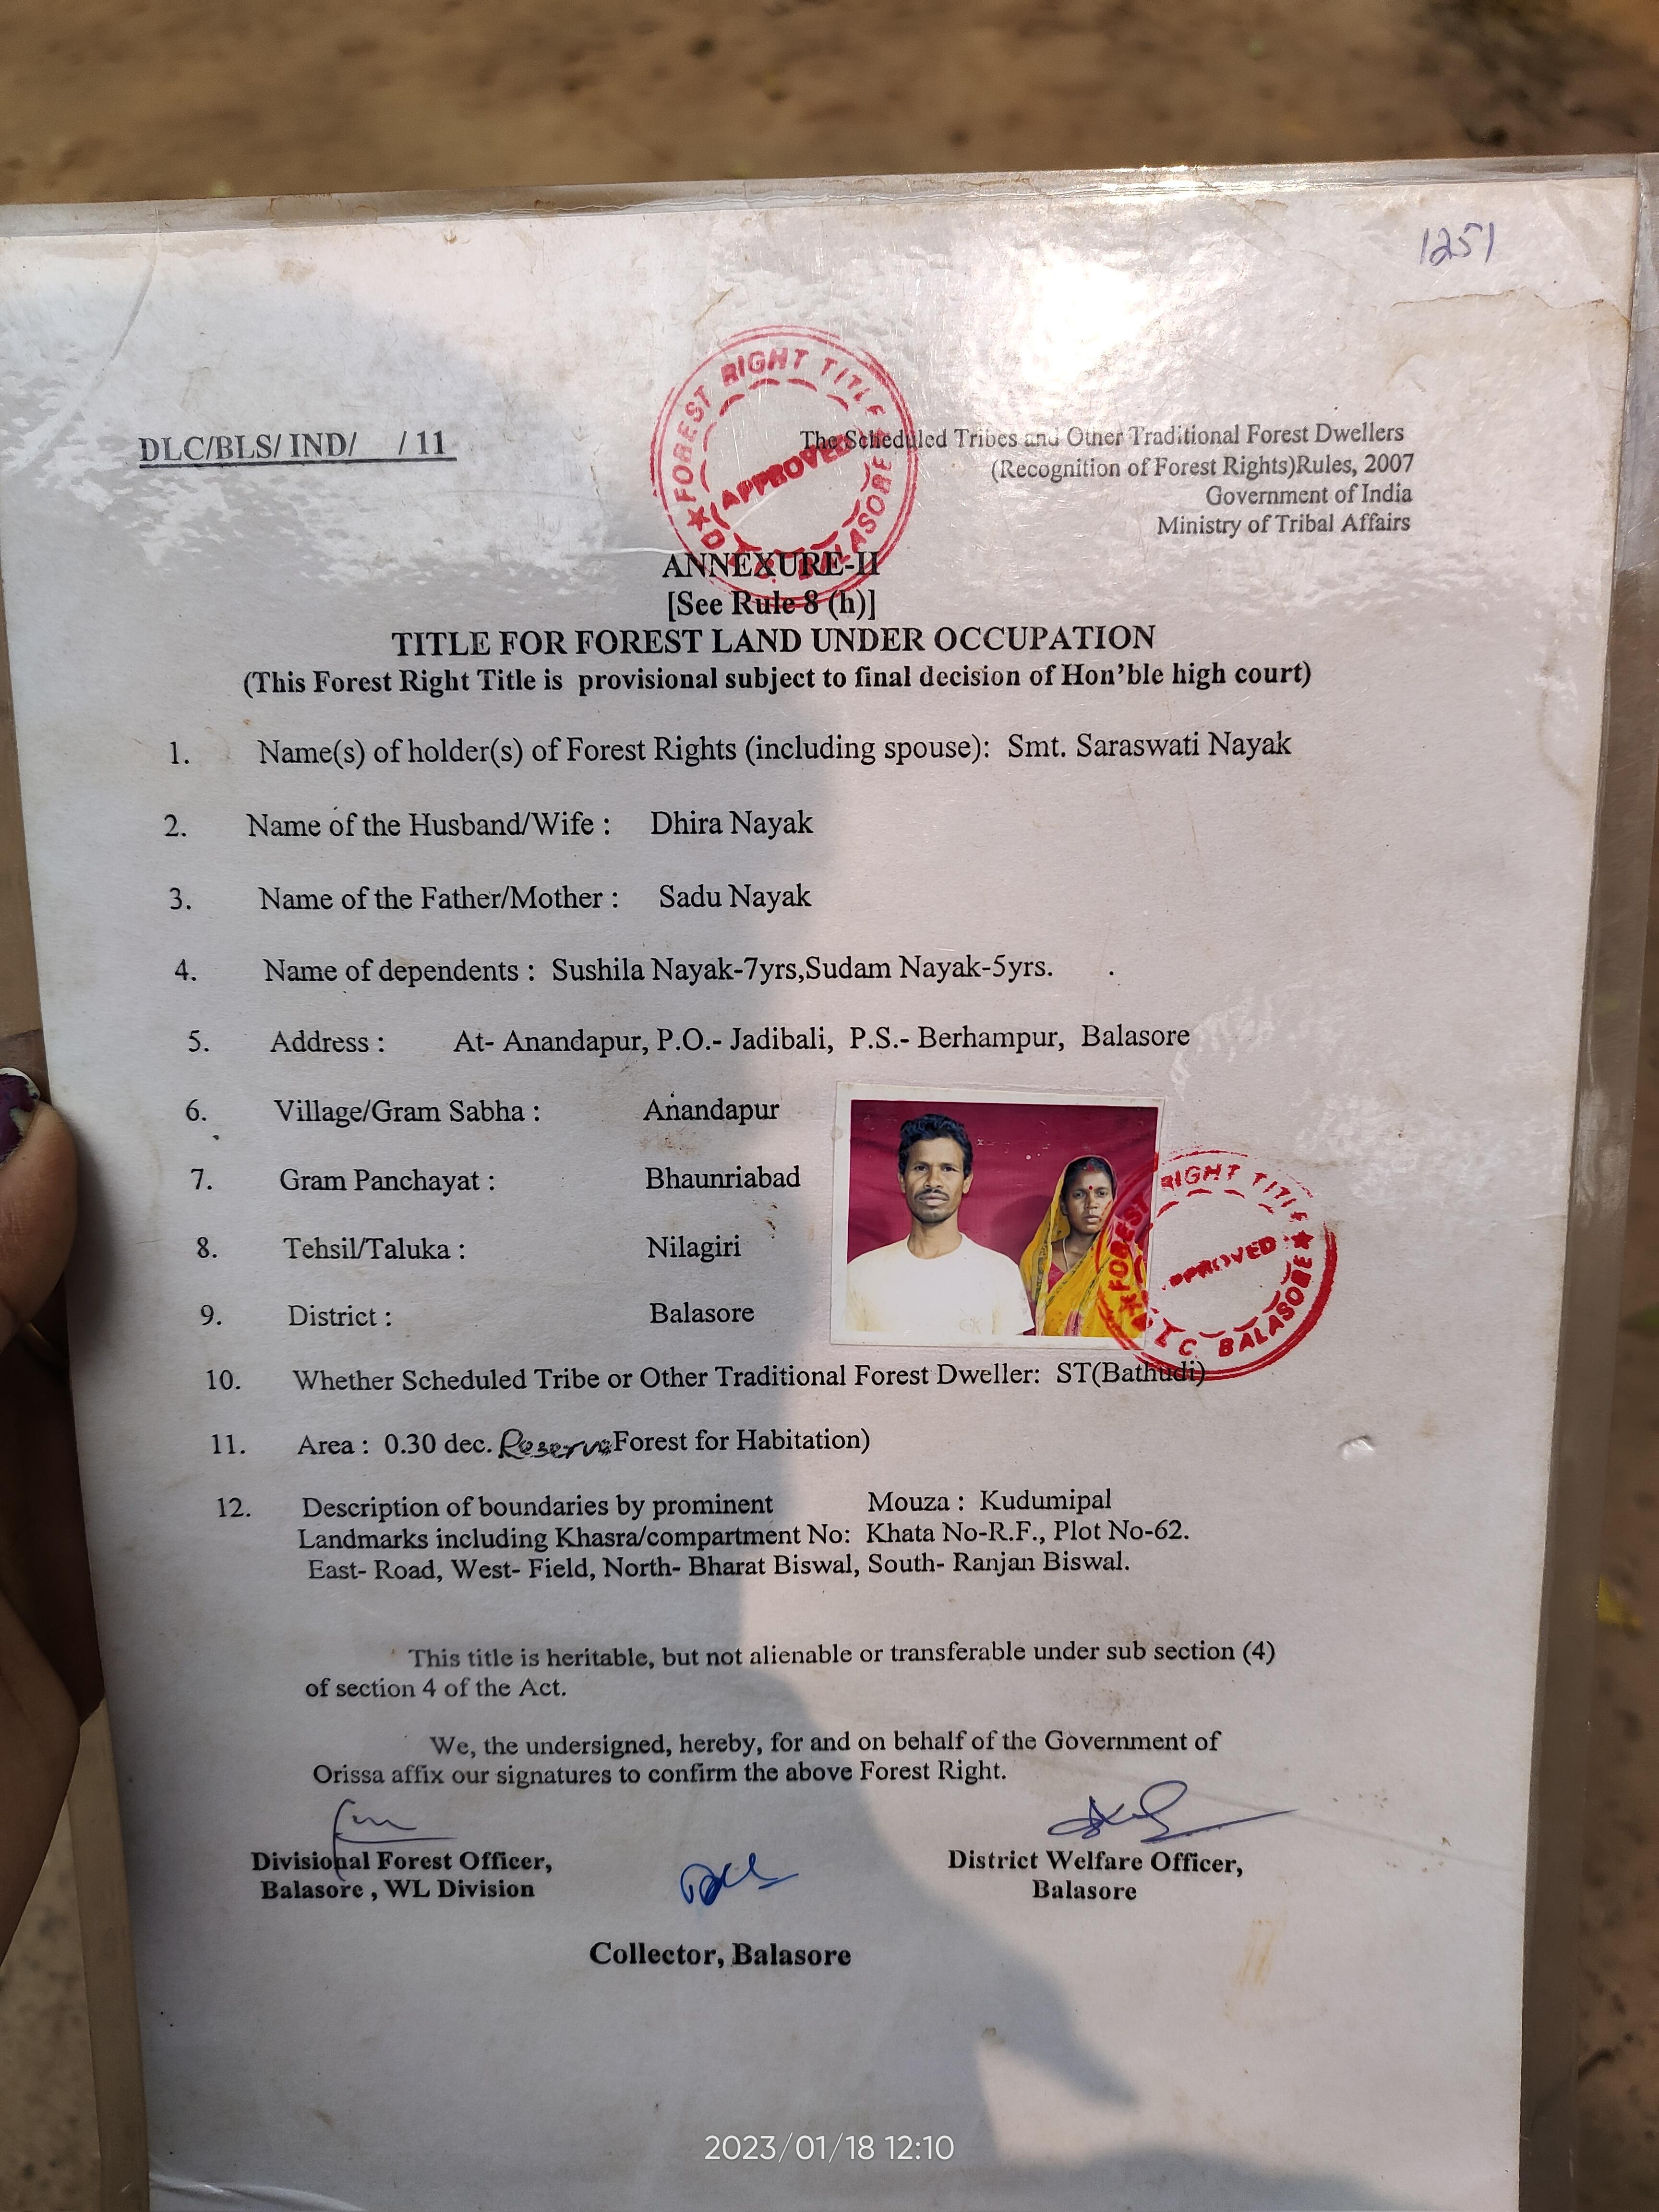 1251
FOREST RIGHT TITLE
APPROVED
BALASORE
DLC/BLS/ IND/ / 11
The Scheduled Tribes and Other Traditional Forest Dwellers
(Recognition of Forest Rights)Rules, 2007
Government of India
Ministry of Tribal Affairs
ANNEXURE-II
[See Rule 8 (h)]
TITLE FOR FOREST LAND UNDER OCCUPATION
(This Forest Right Title is provisional subject to final decision of Hon'ble high court)
1. Name(s) of holder(s) of Forest Rights (including spouse): Smt. Saraswati Nayak
2. Name of the Husband/Wife : Dhira Nayak
3. Name of the Father/Mother : Sadu Nayak
4. Name of dependents : Sushila Nayak-7yrs,Sudam Nayak-5yrs.
5. Address : At- Anandapur, P.O.- Jadibali, P.S.- Berhampur, Balasore
6. Village/Gram Sabha : Anandapur
7. Gram Panchayat : Bhaunriabad
8. Tehsil/Taluka : Nilagiri
9. District : Balasore
FOREST RIGHT TITLE
D.L.C. BALASORE
10. Whether Scheduled Tribe or Other Traditional Forest Dweller: ST(Bathudi)
11. Area : 0.30 dec. Reserve Forest for Habitation)
12. Description of boundaries by prominent Mouza : Kudumipal
Landmarks including Khasra/compartment No: Khata No-R.F., Plot No-62.
East- Road, West- Field, North- Bharat Biswal, South- Ranjan Biswal.
This title is heritable, but not alienable or transferable under sub section (4)
of section 4 of the Act.
We, the undersigned, hereby, for and on behalf of the Government of
Orissa affix our signatures to confirm the above Forest Right.
Divisional Forest Officer,
Balasore , WL Division
District Welfare Officer,
Balasore
Collector, Balasore
2023/01/18 12:10